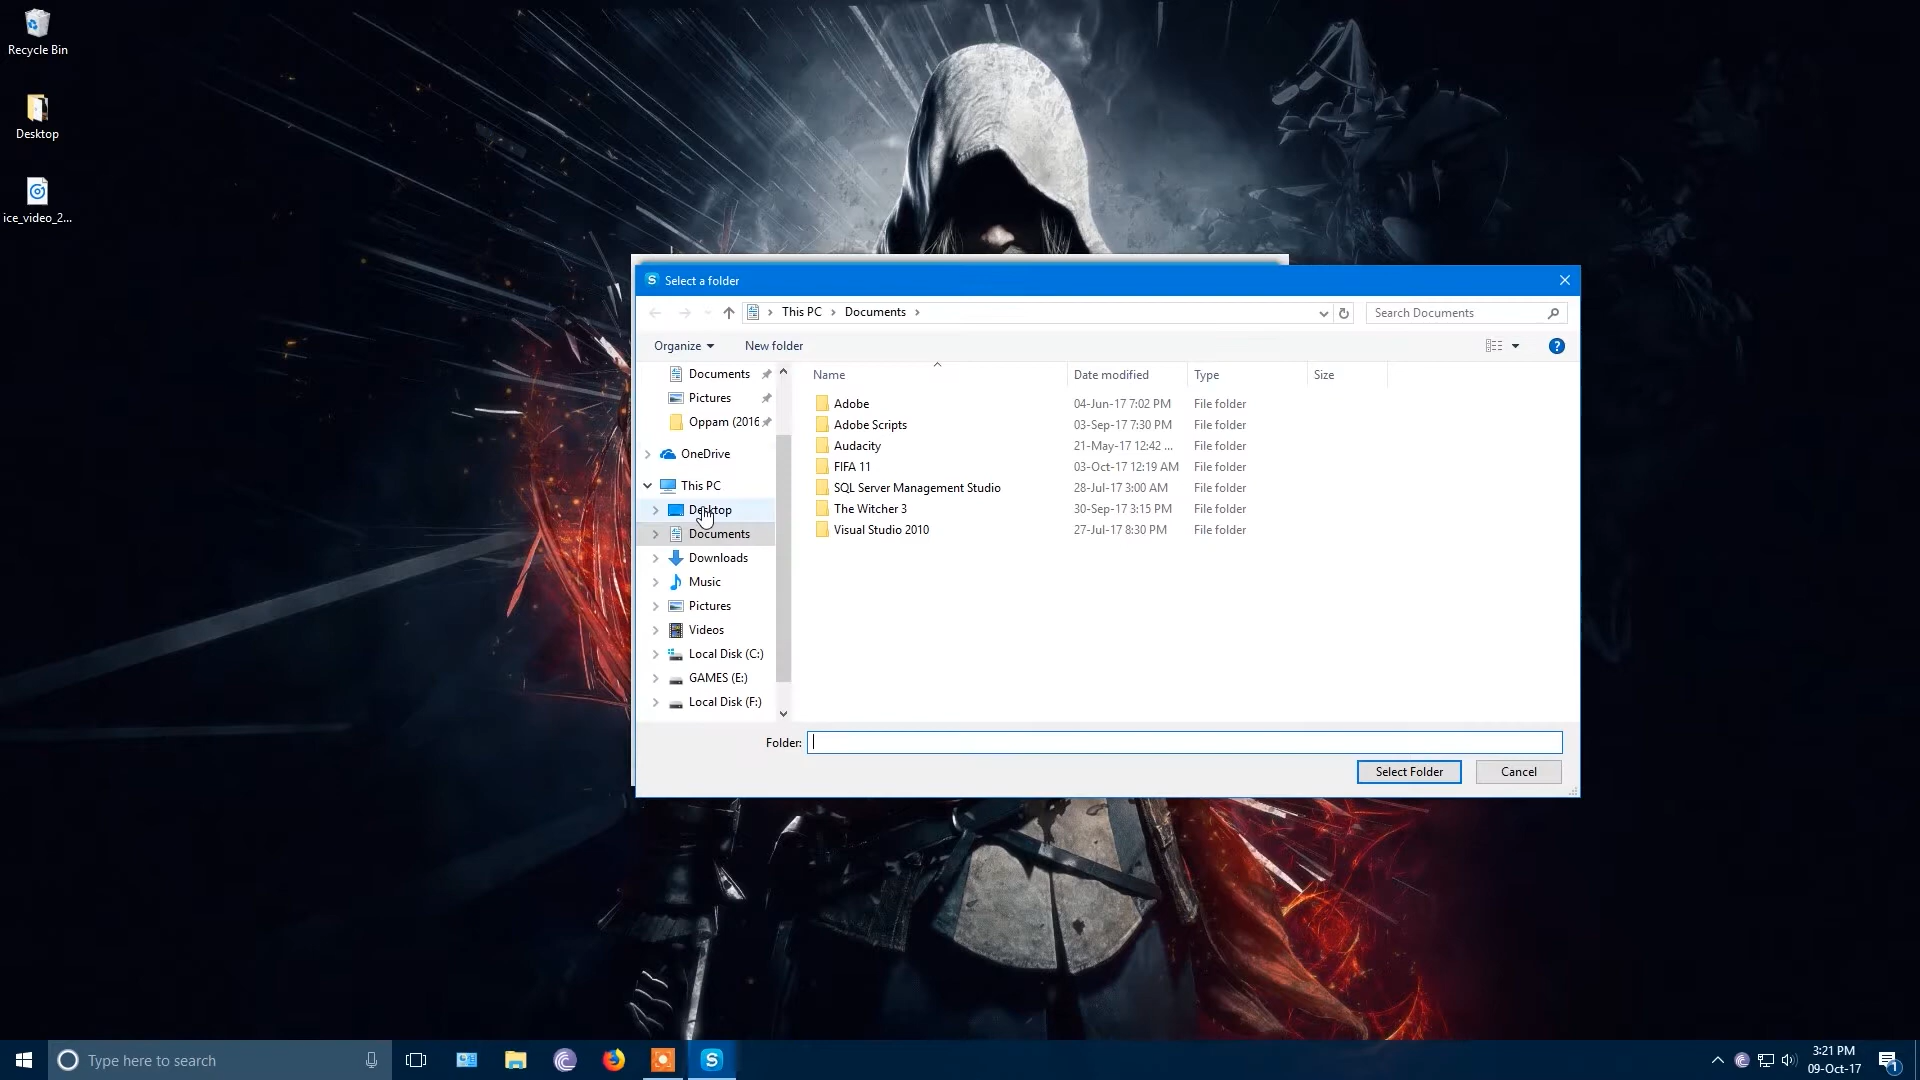 Recycle Bin
Desktop
ice_video_2...
Select a folder
This PC
Documents
Search Documents
Organize
New folder
Documents
Pictures
Oppam (2016
OneDrive
This PC
Desktop
Documents
Downloads
Music
Pictures
Videos
Local Disk (C:)
GAMES (E:)
Local Disk (F:)
Name Date modified Type Size
Adobe 04-Jun-17 7:02 PM File folder
Adobe Scripts 03-Sep-17 7:30 PM File folder
Audacity 21-May-17 12:42 ... File folder
FIFA 11 03-Oct-17 12:19 AM File folder
SQL Server Management Studio 28-Jul-17 3:00 AM File folder
The Witcher 3 30-Sep-17 3:15 PM File folder
Visual Studio 2010 27-Jul-17 8:30 PM File folder
Folder:
Select Folder
Cancel
Type here to search
3:21 PM
09-Oct-17
1